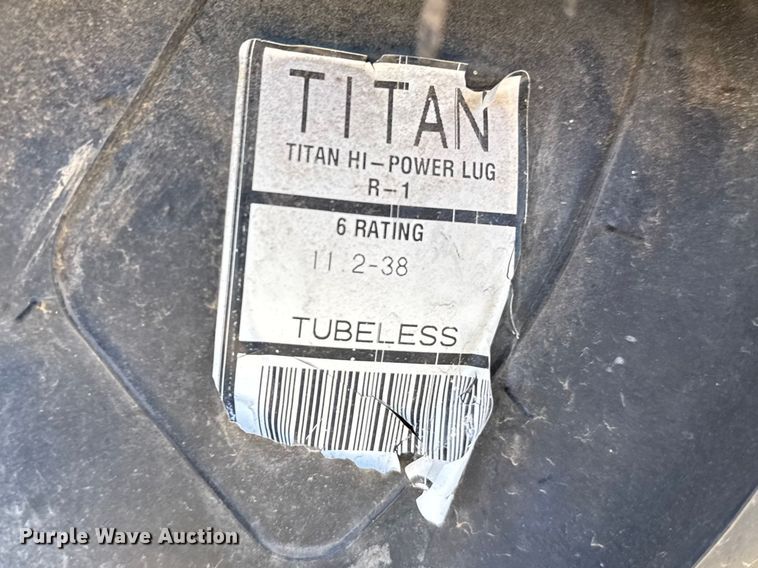 TITAN
TITAN HI-POWER LUG
R-1
6 RATING
11.2-38
TUBELESS
Purple Wave Auction